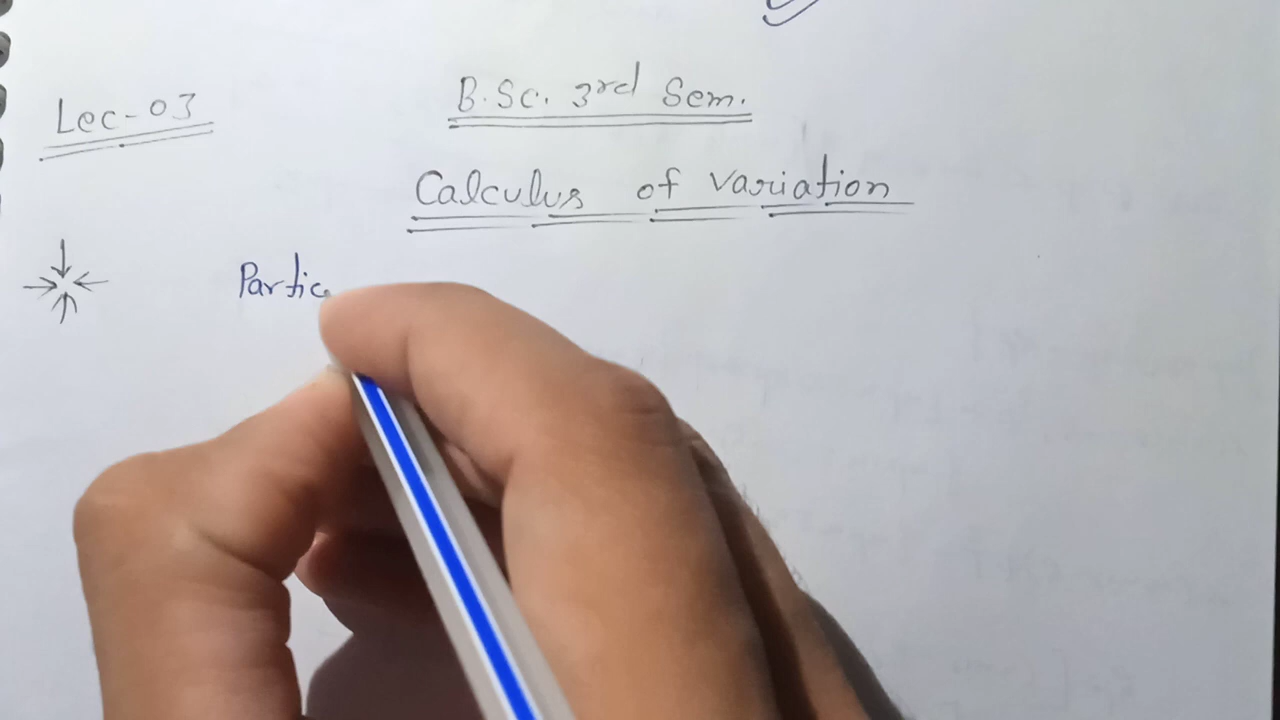 Lec-03
B.Sc. 3rd Sem.
Calculus of variation
Partic